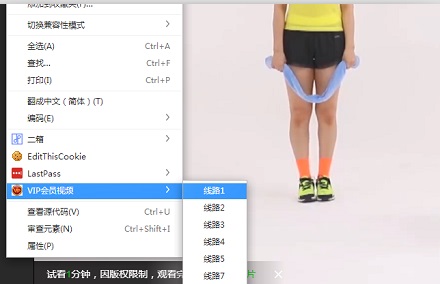 切换兼容性模式
全选(A) Ctrl+A
查找... Ctrl+F
打印(I) Ctrl+P
翻成中文（简体）(T)
编码(E)
二箱
EditThisCookie
LastPass
VIP会员视频
线路1
线路2
线路3
线路4
线路5
线路7
查看源代码(V) Ctrl+U
审查元素(N) Ctrl+Shift+I
属性(P)
试看1分钟，因版权限制，观看完 片